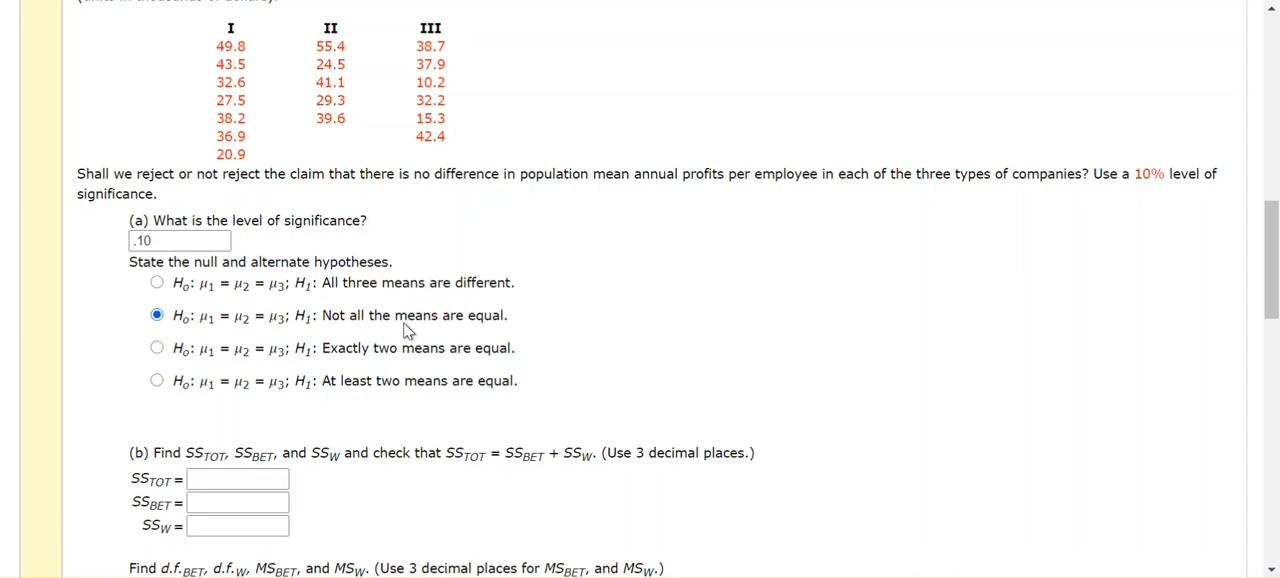 I II III
49.8 55.4 38.7
43.5 24.5 37.9
32.6 41.1 10.2
27.5 29.3 32.2
38.2 39.6 15.3
36.9 42.4
20.9
Shall we reject or not reject the claim that there is no difference in population mean annual profits per employee in each of the three types of companies? Use a 10% level of
significance.
(a) What is the level of significance?
.10
State the null and alternate hypotheses.
Ho: μ1 = μ2 = μ3; H1: All three means are different.
Ho: μ1 = μ2 = μ3; H1: Not all the means are equal.
Ho: μ1 = μ2 = μ3; H1: Exactly two means are equal.
Ho: μ1 = μ2 = μ3; H1: At least two means are equal.
(b) Find SSTOT, SSBET, and SSW and check that SSTOT = SSBET + SSW. (Use 3 decimal places.)
SSTOT =
SSBET =
SSW =
Find d.f.BET, d.f.W, MSBET, and MSW. (Use 3 decimal places for MSBET, and MSW.)